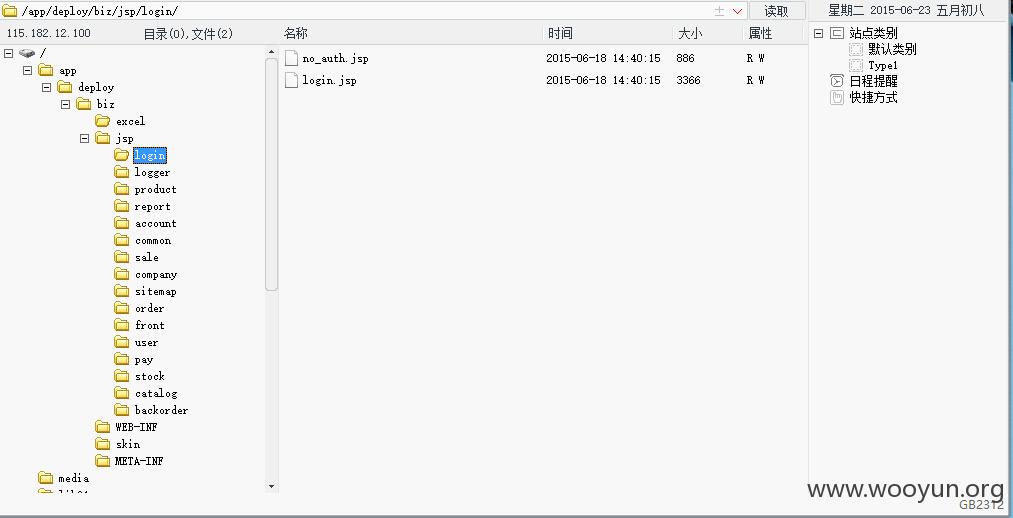 /app/deploy/biz/jsp/login/ 读取 星期二 2015-06-23 五月初八
115.182.12.100 目录(0),文件(2) 名称 时间 大小 属性
/
app
deploy
biz
excel
jsp
login
logger
product
report
account
common
sale
company
sitemap
order
front
user
pay
stock
catalog
backorder
WEB-INF
skin
META-INF
media
no_auth.jsp 2015-06-18 14:40:15 886 R W
login.jsp 2015-06-18 14:40:15 3366 R W
站点类别
默认类别
Type1
日程提醒
快捷方式
www.wooyun.org
GB2312